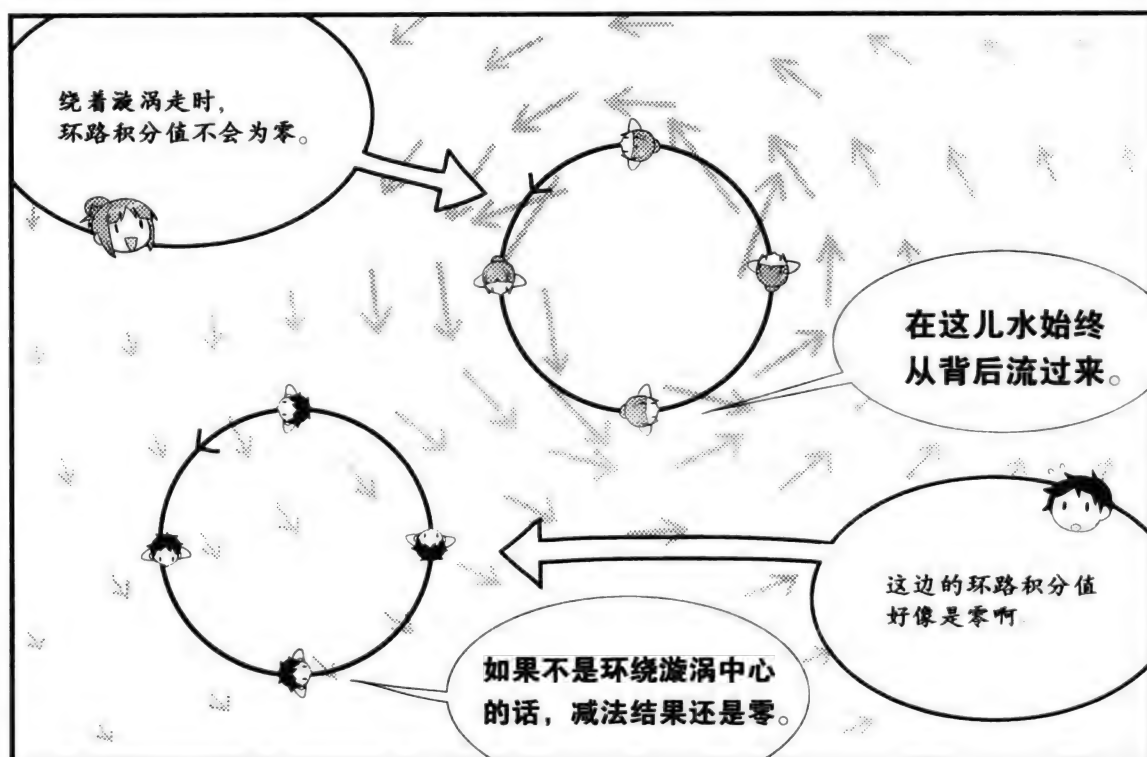 绕着漩涡走时,
环路积分值不会为零。
在这儿水始终
从背后流过来。
这边的环路积分值
好像是零啊
如果不是环绕漩涡中心
的话，减法结果还是零。